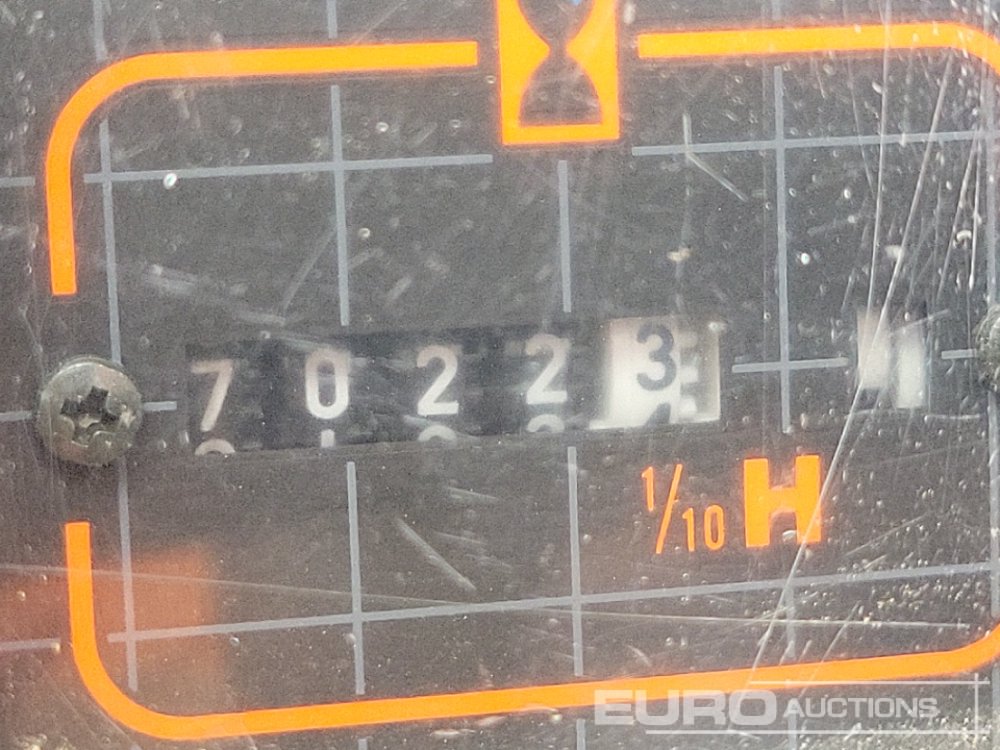 70223
1/10 H
EURO AUCTIONS